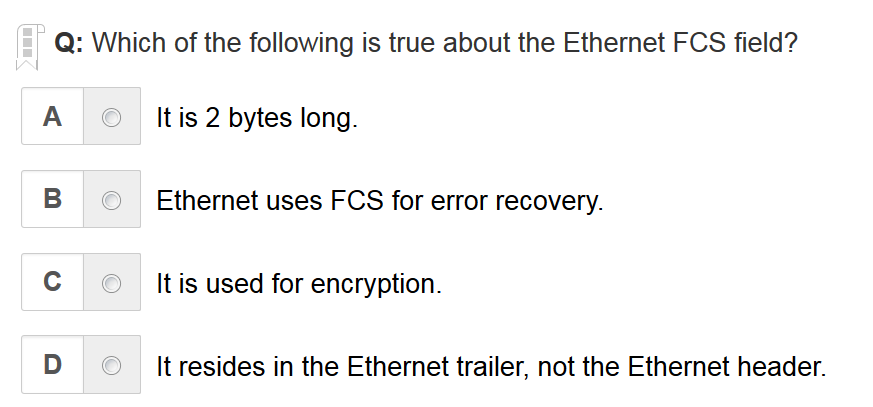 Q: Which of the following is true about the Ethernet FCS field?
A It is 2 bytes long.
B Ethernet uses FCS for error recovery.
C It is used for encryption.
D It resides in the Ethernet trailer, not the Ethernet header.